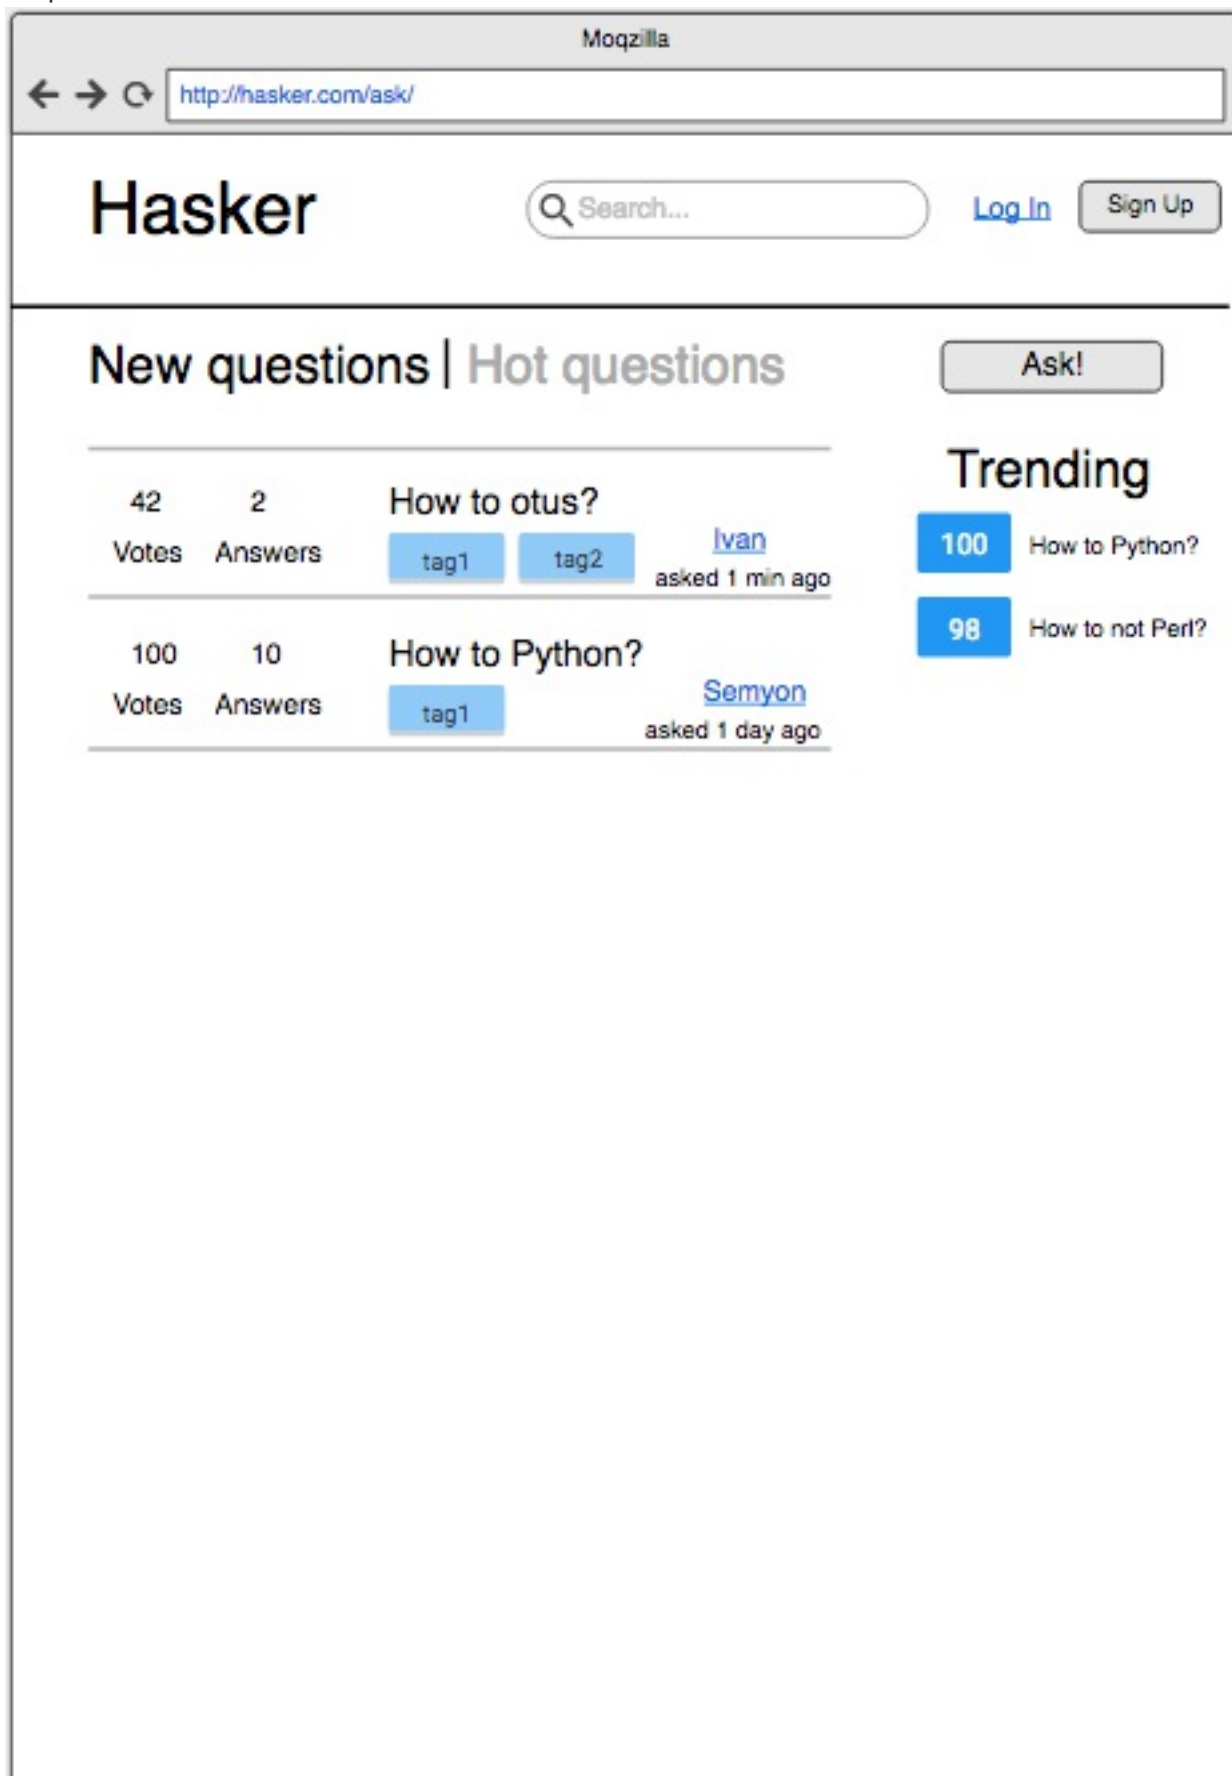 Moqzilla
http://hasker.com/ask/
Hasker
Search...
Log In
Sign Up
New questions | Hot questions
Ask!
42 2 How to otus?
Votes Answers tag1 tag2 Ivan
asked 1 min ago
100 10 How to Python?
Votes Answers tag1 Semyon
asked 1 day ago
Trending
100 How to Python?
98 How to not Perl?